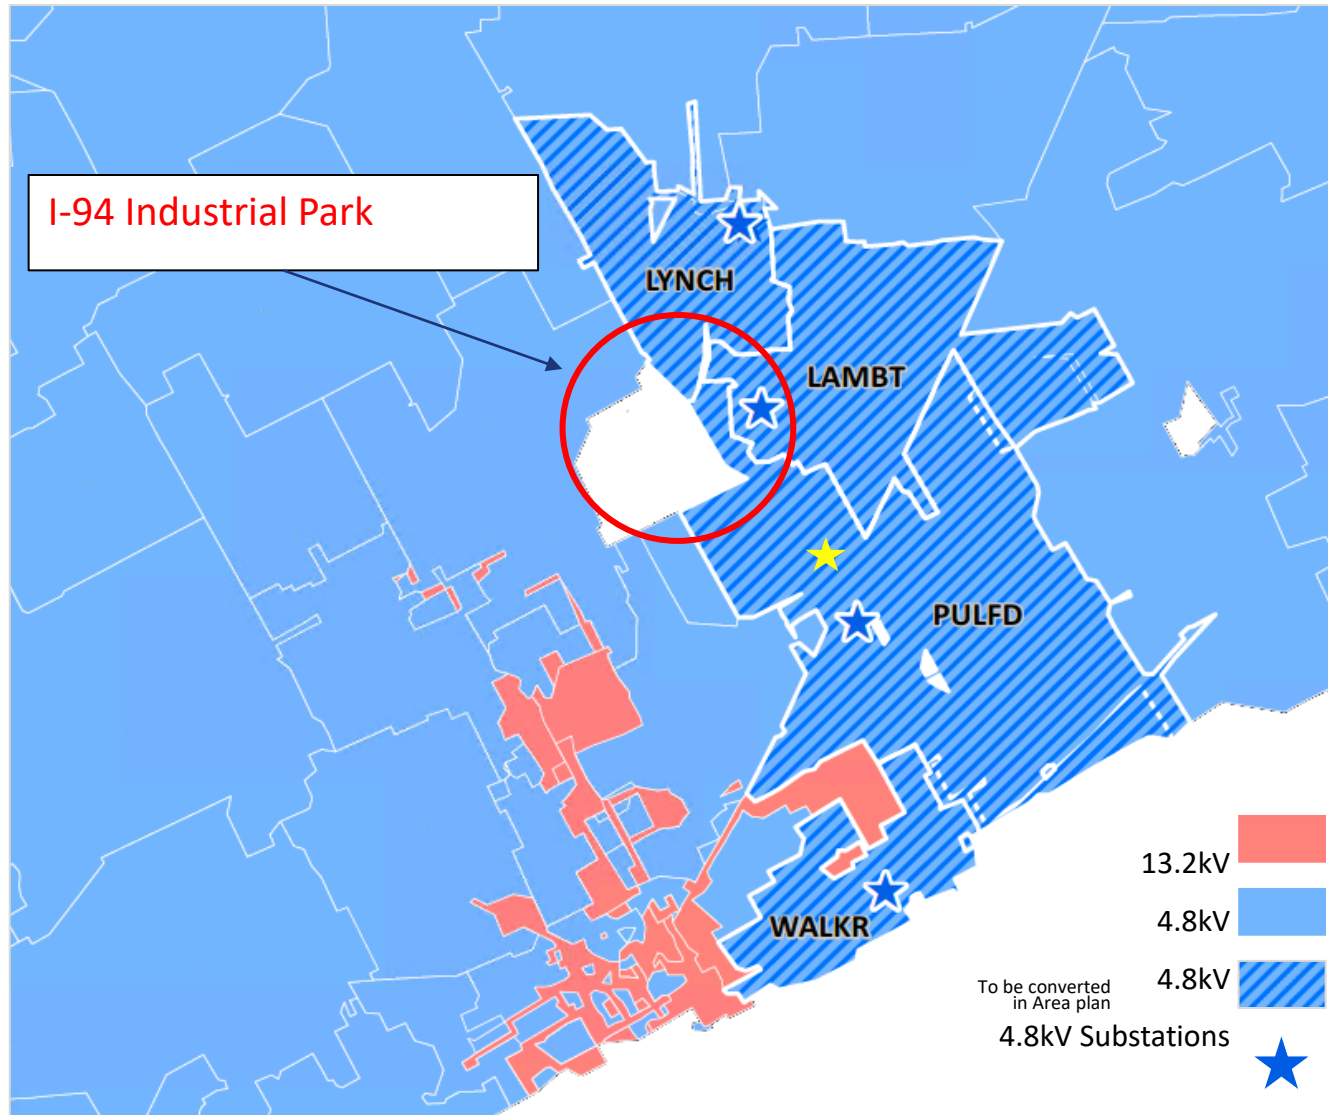 I-94 Industrial Park
LYNCH
LAMBT
PULFD
WALKR
13.2kV
4.8kV
To be converted
in Area plan
4.8kV
4.8kV Substations